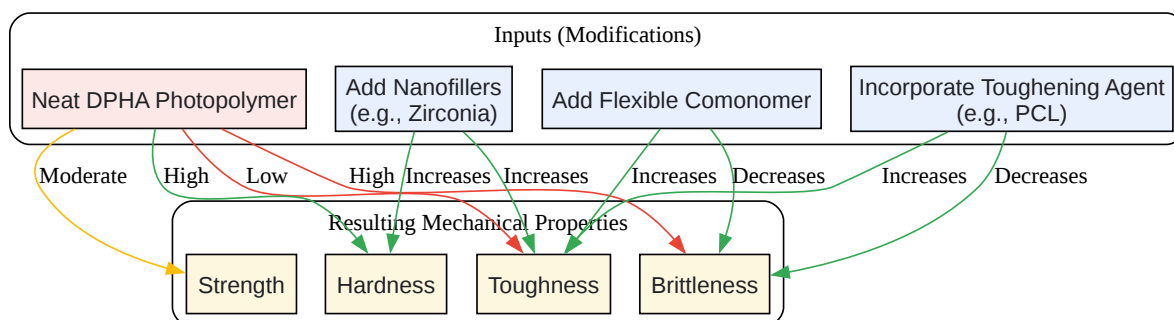 Inputs (Modifications)
Neat DPHA Photopolymer
Add Nanofillers
(e.g., Zirconia)
Add Flexible Comonomer
Incorporate Toughening Agent
(e.g., PCL)
Moderate
High
Low
High
Increases
Increases
Increases
Decreases
Increases
Decreases
Resulting Mechanical Properties
Strength
Hardness
Toughness
Brittleness